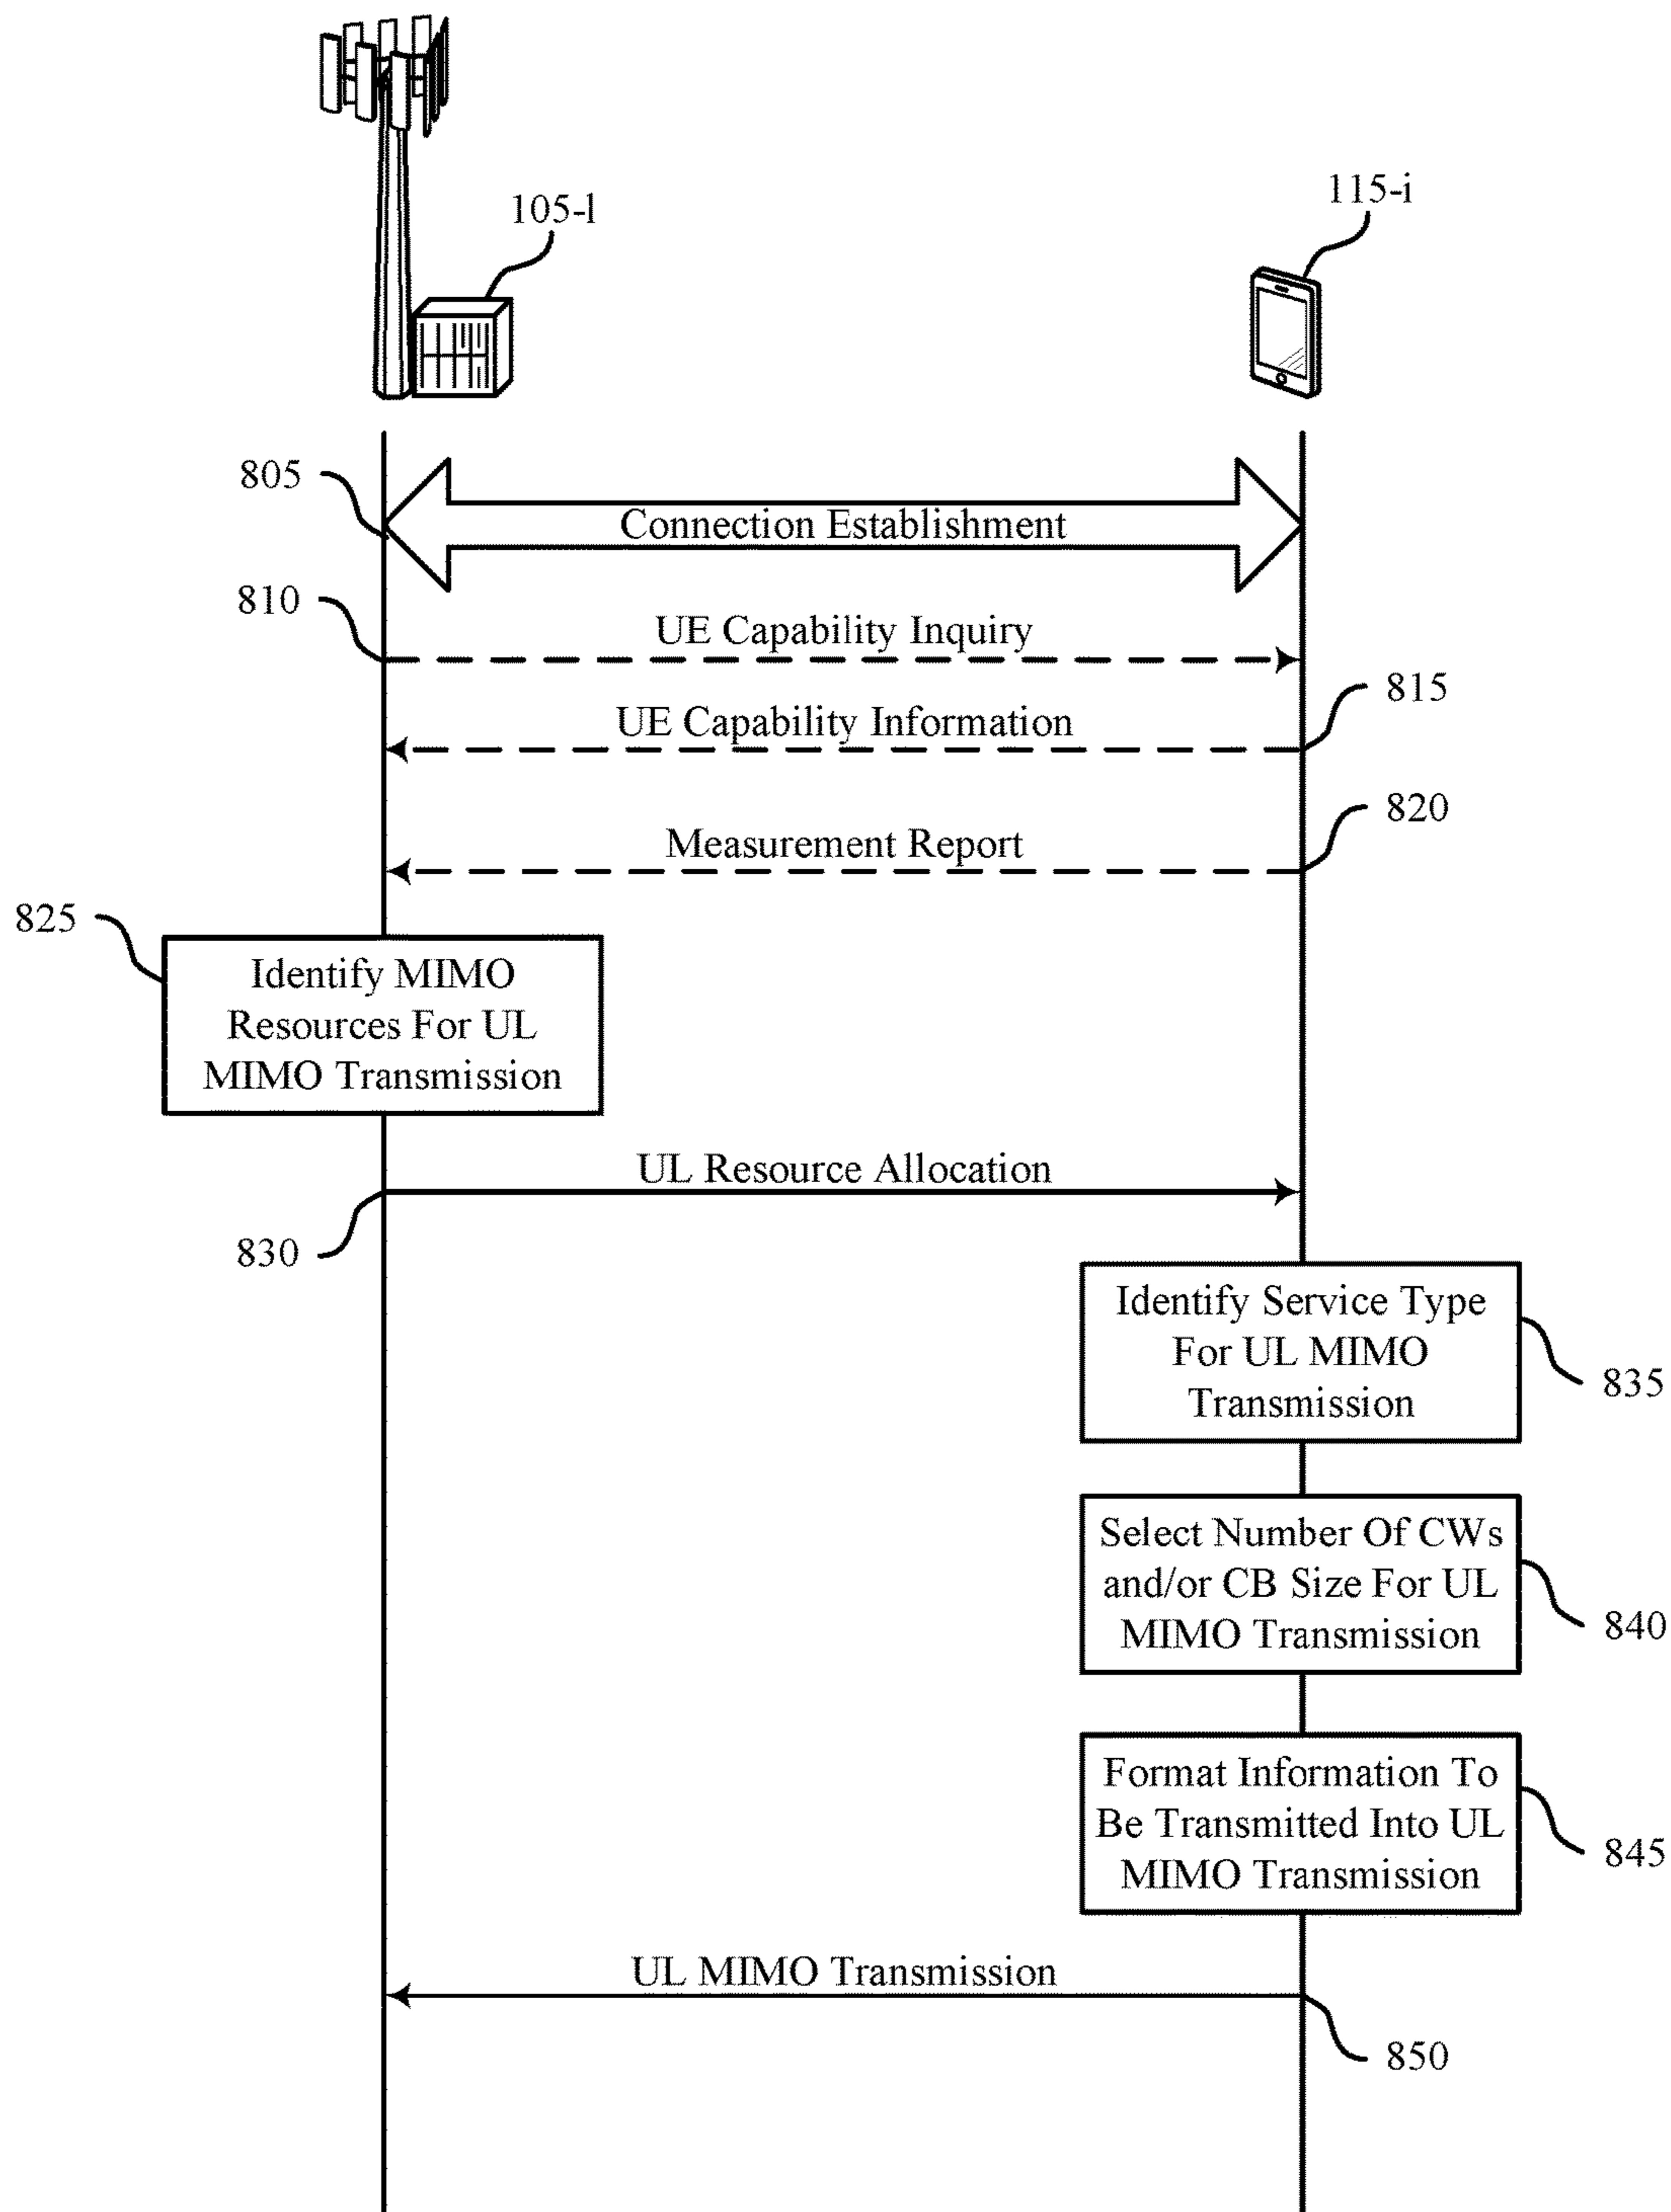 105-l
115-i
805
Connection Establishment
810
UE Capability Inquiry
815
UE Capability Information
820
Measurement Report
825
Identify MIMO
Resources For UL
MIMO Transmission
UL Resource Allocation
830
Identify Service Type
For UL MIMO
Transmission
835
Select Number Of CWs
and/or CB Size For UL
MIMO Transmission
840
Format Information To
Be Transmitted Into UL
MIMO Transmission
845
UL MIMO Transmission
850